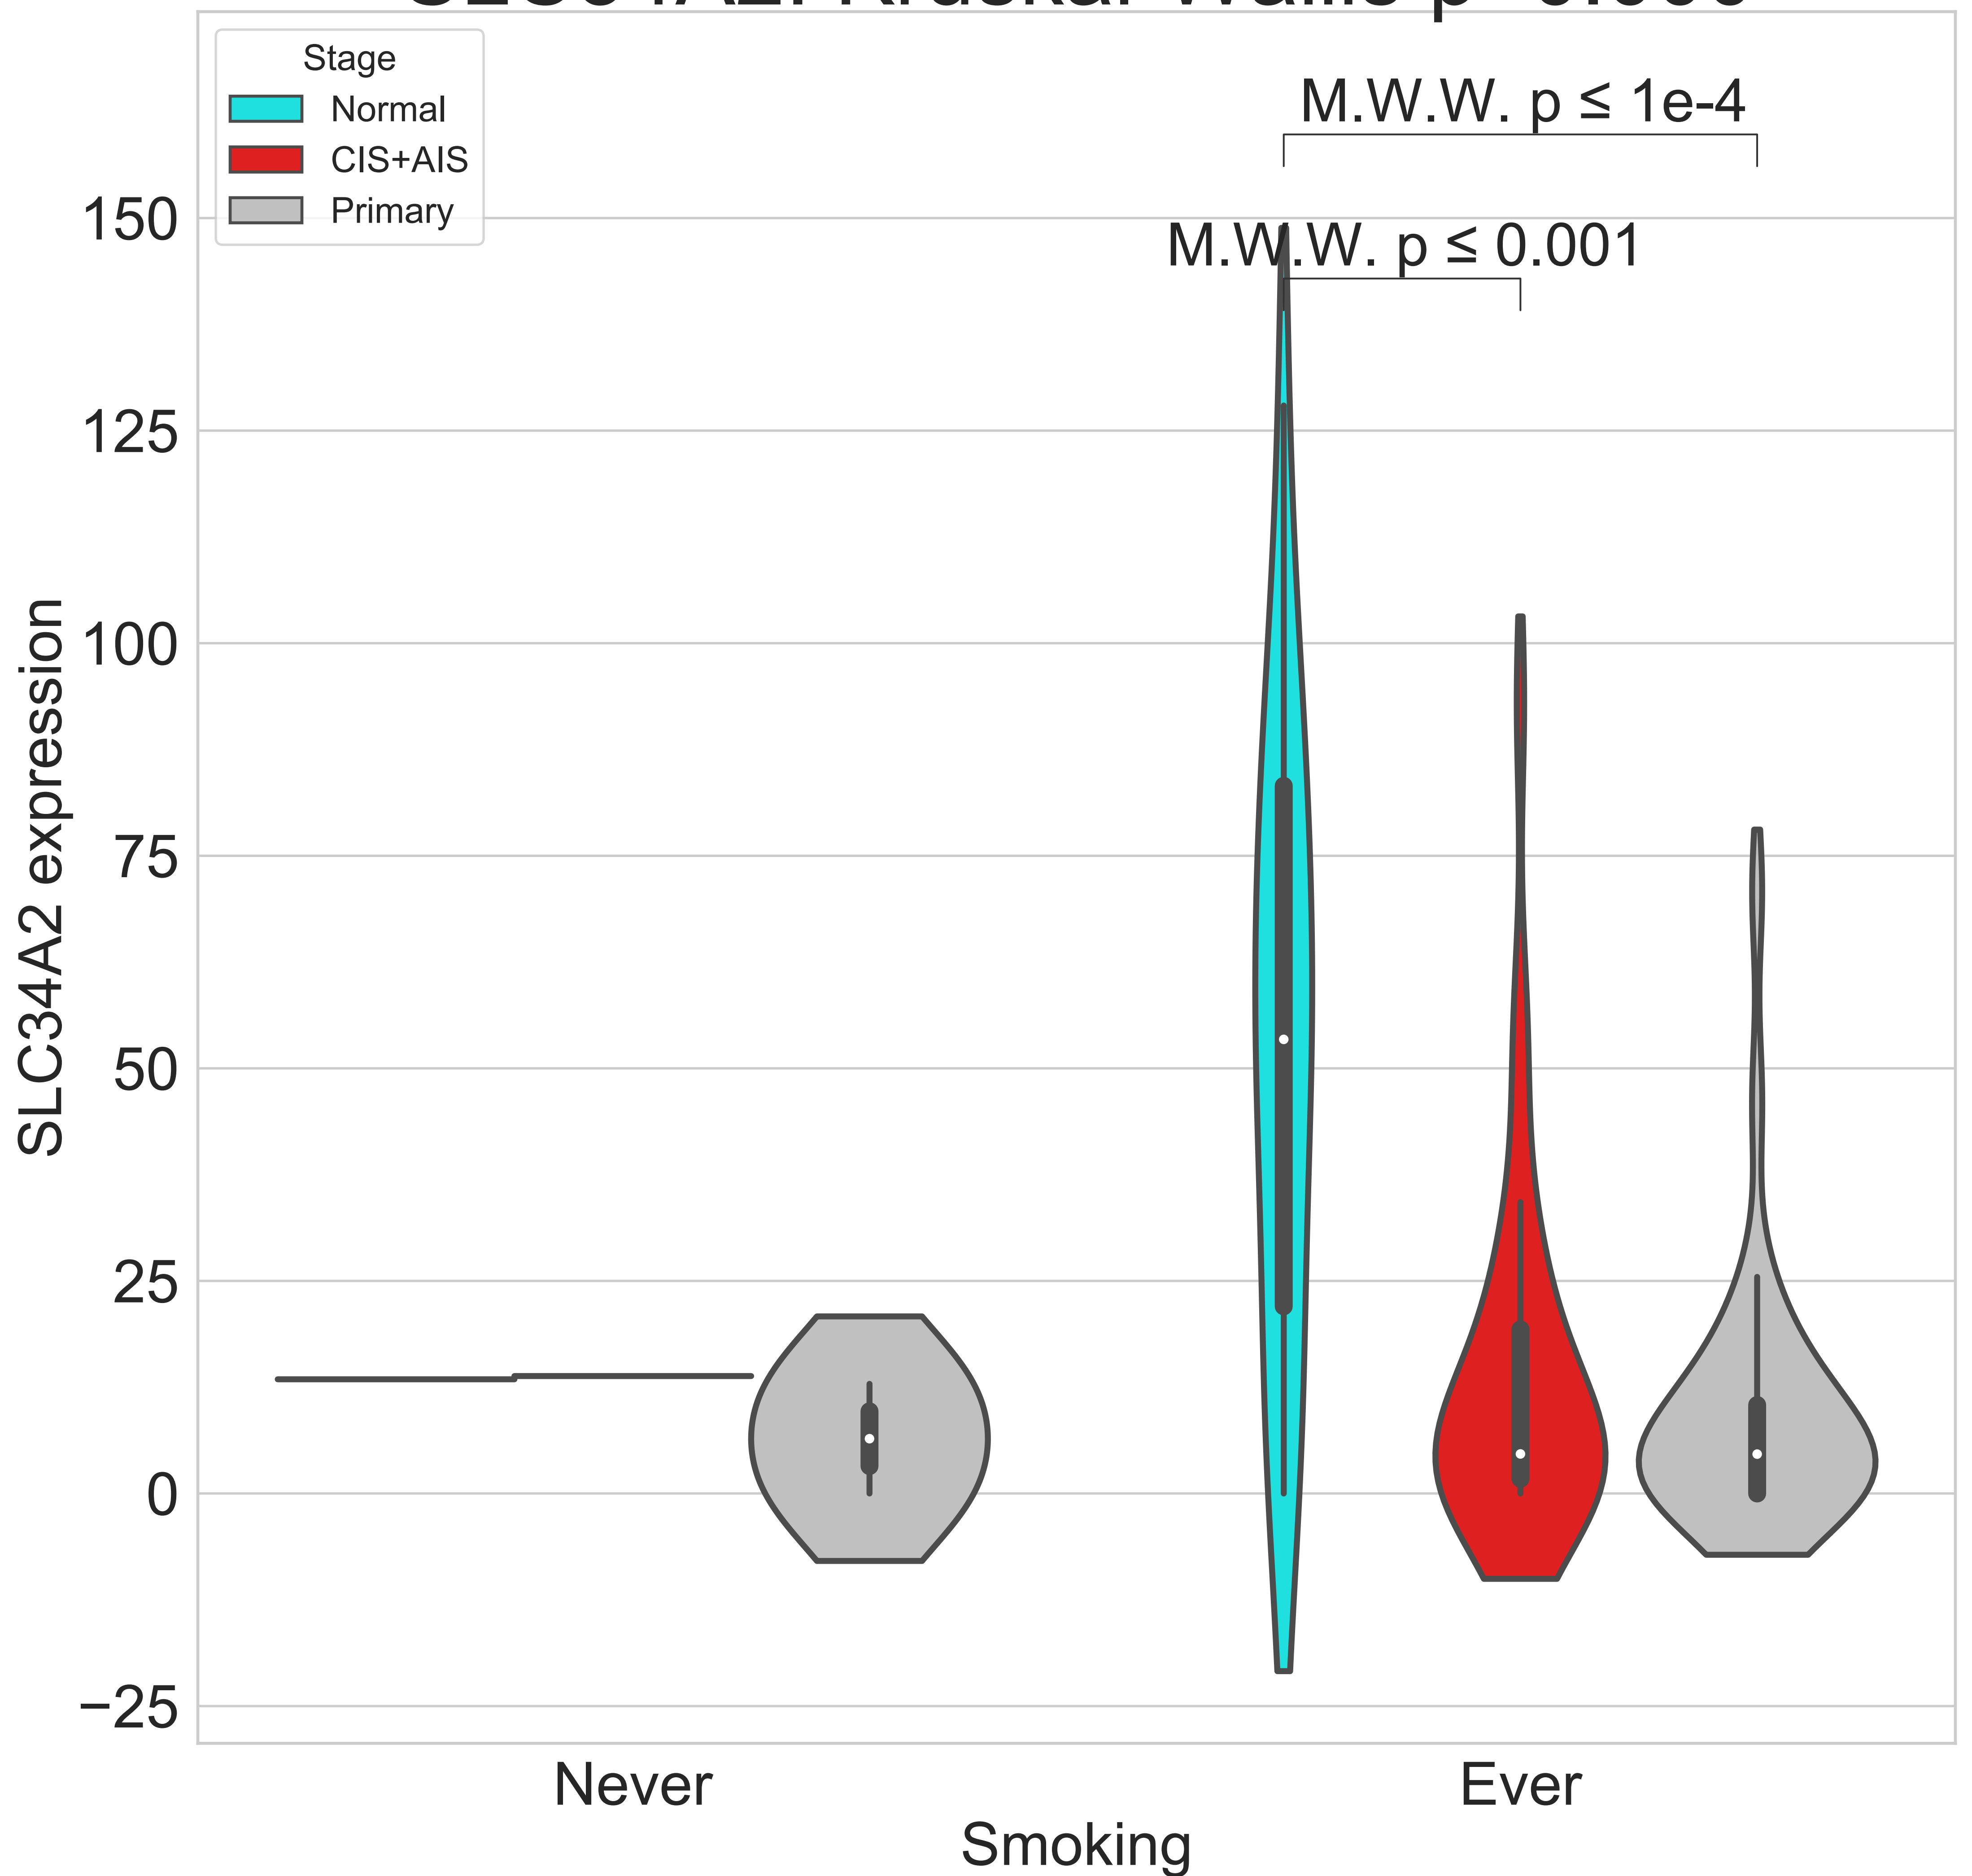 Stage
Normal
CIS+AIS
Primary
M.W.W. p ≤ 1e-4
M.W.W. p ≤ 0.001
150
125
100
75
50
25
0
−25
SLC34A2 expression
Never
Ever
Smoking